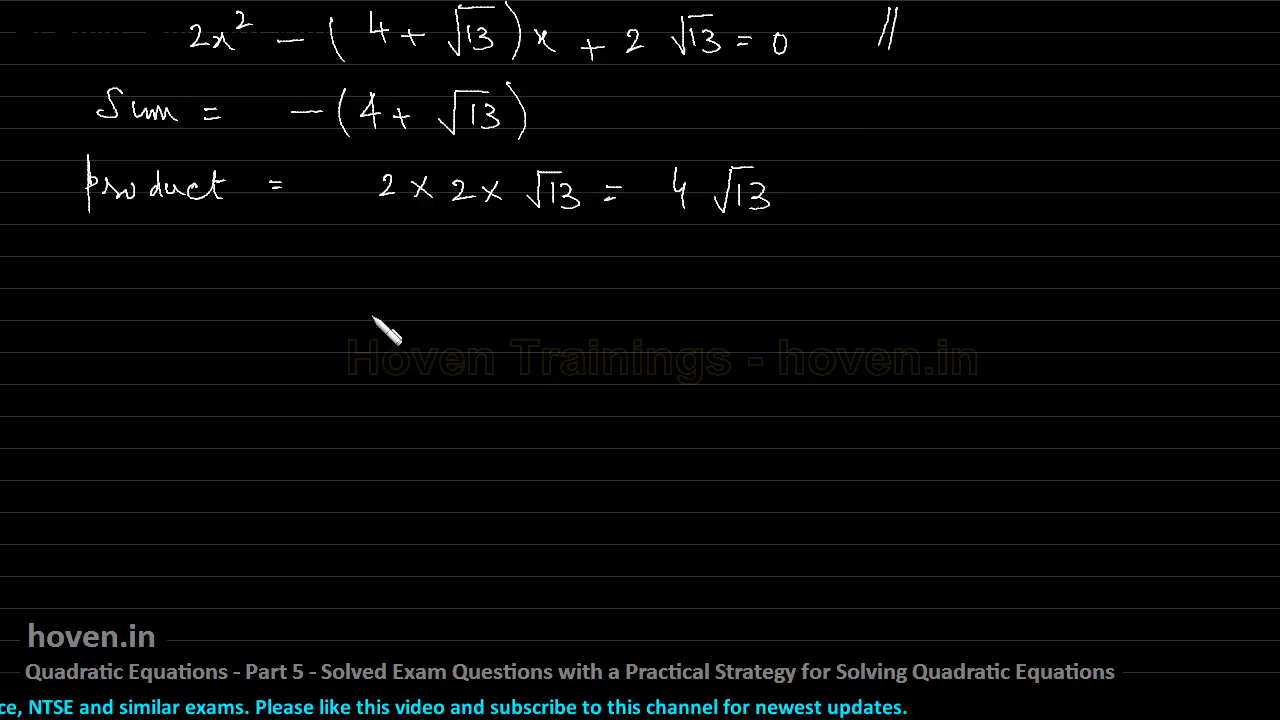 2x² - (4 + √13)x + 2√13 = 0 //
Sum = -(4 + √13)
product = 2 × 2 × √13 = 4√13
Hoven Trainings - hoven.in
hoven.in
Quadratic Equations - Part 5 - Solved Exam Questions with a Practical Strategy for Solving Quadratic Equations
ce, NTSE and similar exams. Please like this video and subscribe to this channel for newest updates.